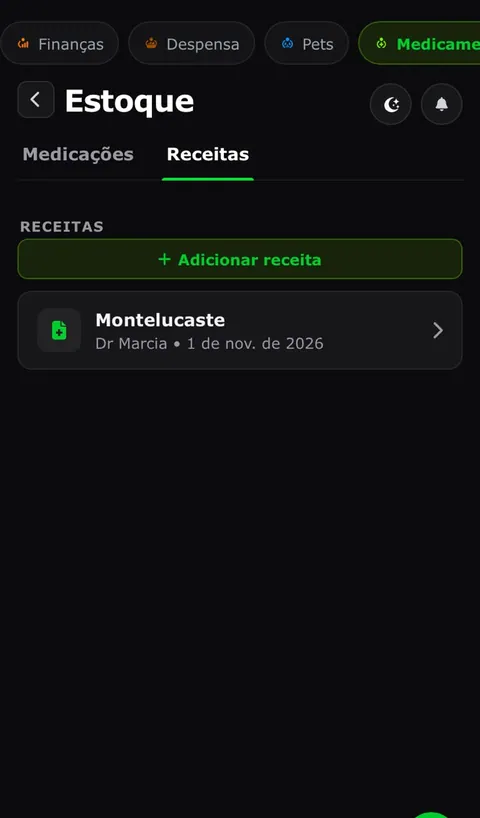 Finanças Despensa Pets Medicame
Estoque
Medicações Receitas
RECEITAS
+ Adicionar receita
Montelucaste
Dr Marcia • 1 de nov. de 2026